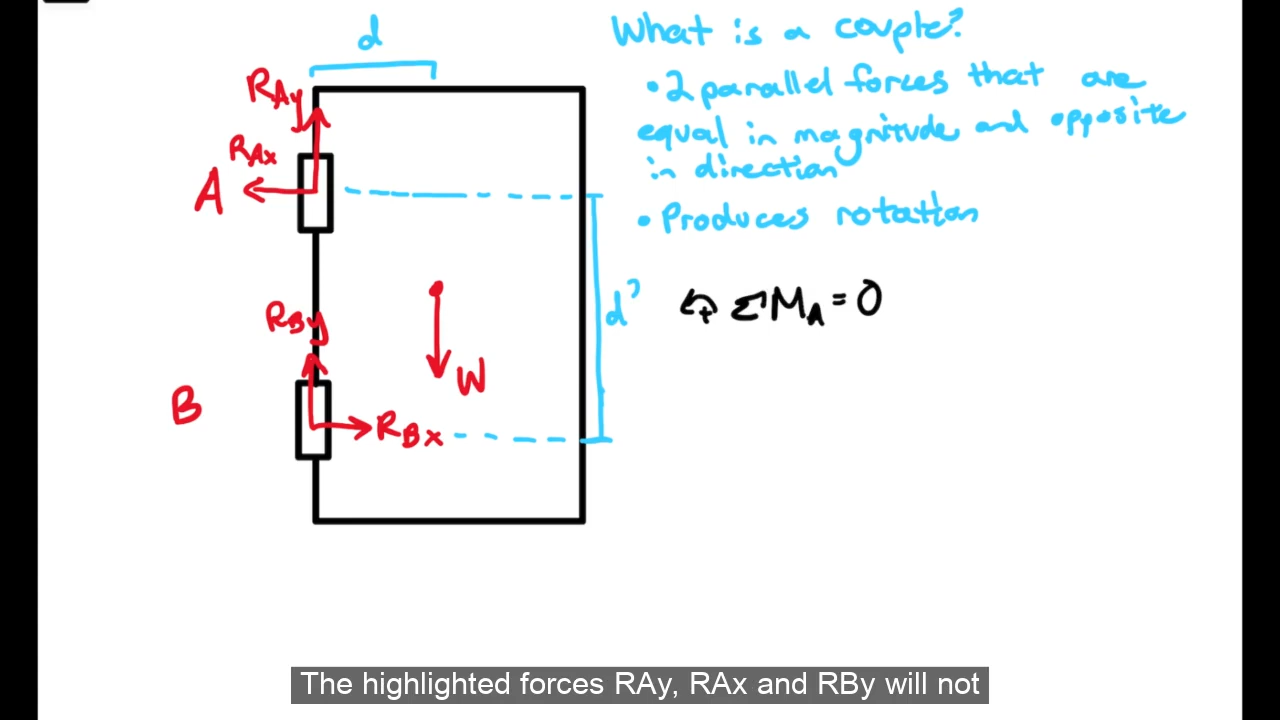 d
What is a couple?
RAy
• 2 parallel forces that are
equal in magnitude and opposite
in direction
RAx
A
• Produces rotation
d'
↶+ ΣMA = 0
RBy
W
B
RBx
The highlighted forces RAy, RAx and RBy will not